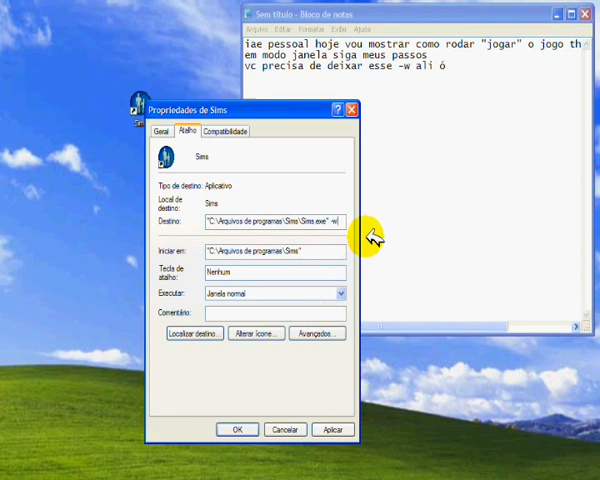 Sem título - Bloco de notas
Arquivo Editar Formatar Exibir Ajuda
iae pessoal hoje vou mostrar como rodar "jogar" o jogo th
em modo janela siga meus passos
vc precisa de deixar esse -w ali ó
Propriedades de Sims
Geral Atalho Compatibilidade
Sims
Tipo de destino: Aplicativo
Local de destino: Sims
Destino: "C:\Arquivos de programas\Sims\Sims.exe" -w
Iniciar em: "C:\Arquivos de programas\Sims"
Tecla de atalho: Nenhum
Executar: Janela normal
Comentário:
Localizar destino... Alterar ícone... Avançados...
OK Cancelar Aplicar